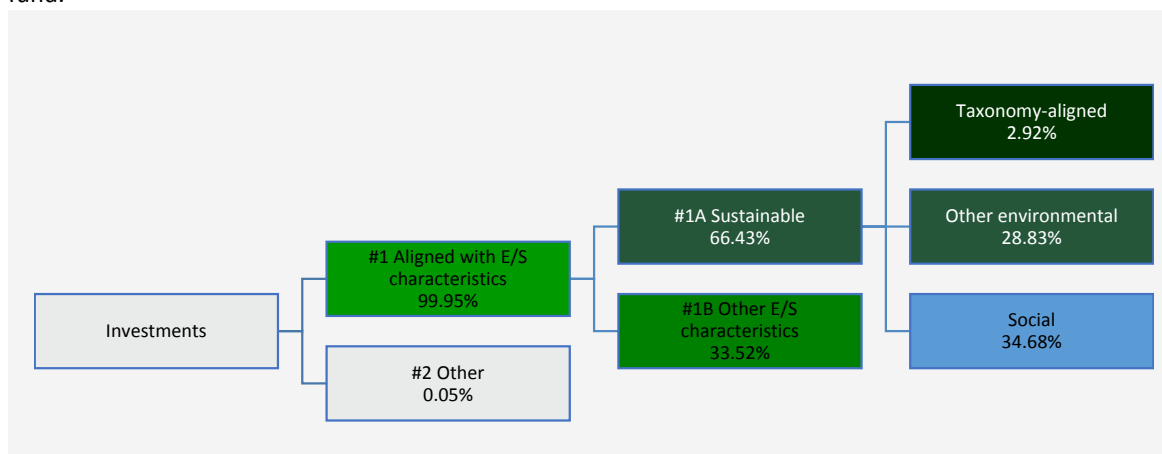 Taxonomy-aligned
2.92%
#1A Sustainable
66.43%
Other environmental
28.83%
#1 Aligned with E/S
characteristics
99.95%
Investments
#1B Other E/S
characteristics
33.52%
Social
34.68%
#2 Other
0.05%